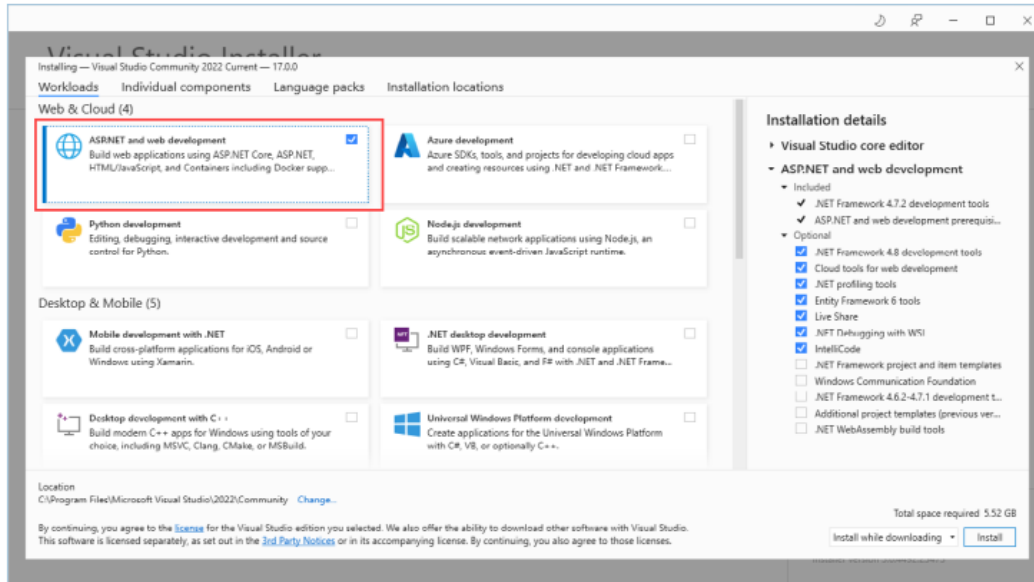 Visual Studio Installer
Installing — Visual Studio Community 2022 Current — 17.0.0
Workloads Individual components Language packs Installation locations
Web & Cloud (4)
ASP.NET and web development
Build web applications using ASP.NET Core, ASP.NET,
HTML/JavaScript, and Containers including Docker supp...
Azure development
Azure SDKs, tools, and projects for developing cloud apps
and creating resources using .NET and .NET Framework....
Python development
Editing, debugging, interactive development and source
control for Python.
JS
Node.js development
Build scalable network applications using Node.js, an
asynchronous event-driven JavaScript runtime.
Desktop & Mobile (5)
Mobile development with .NET
Build cross-platform applications for iOS, Android or
Windows using Xamarin.
.NET
.NET desktop development
Build WPF, Windows Forms, and console applications
using C#, Visual Basic, and F# with .NET and .NET Frame...
Desktop development with C++
Build modern C++ apps for Windows using tools of your
choice, including MSVC, Clang, CMake, or MSBuild.
Universal Windows Platform development
Create applications for the Universal Windows Platform
with C#, VB, or optionally C++.
Installation details
Visual Studio core editor
ASP.NET and web development
Included
.NET Framework 4.7.2 development tools
ASP.NET and web development prerequisi...
Optional
.NET Framework 4.8 development tools
Cloud tools for web development
.NET profiling tools
Entity Framework 6 tools
Live Share
.NET Debugging with WSL
IntelliCode
.NET Framework project and item templates
Windows Communication Foundation
.NET Framework 4.6.2-4.7.1 development t...
Additional project templates (previous ver...
.NET WebAssembly build tools
Location
C:\Program Files\Microsoft Visual Studio\2022\Community Change...
By continuing, you agree to the license for the Visual Studio edition you selected. We also offer the ability to download other software with Visual Studio.
This software is licensed separately, as set out in the 3rd Party Notices or in its accompanying license. By continuing, you also agree to those licenses.
Total space required 5.52 GB
Install while downloading Install